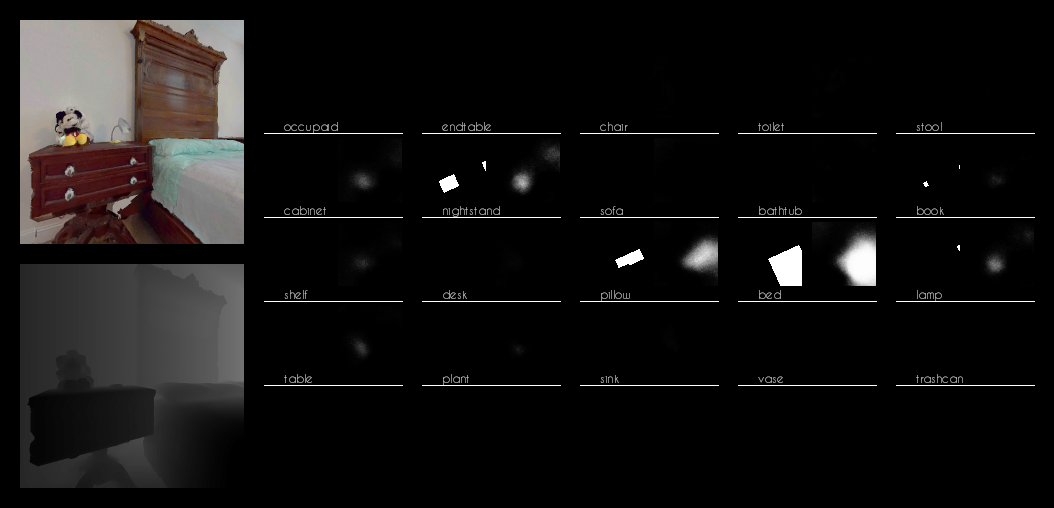 occupaid endtable chair toilet stool
cabinet nightstand sofa bathtub book
shelf desk pillow bed lamp
table plant sink vase trashcan